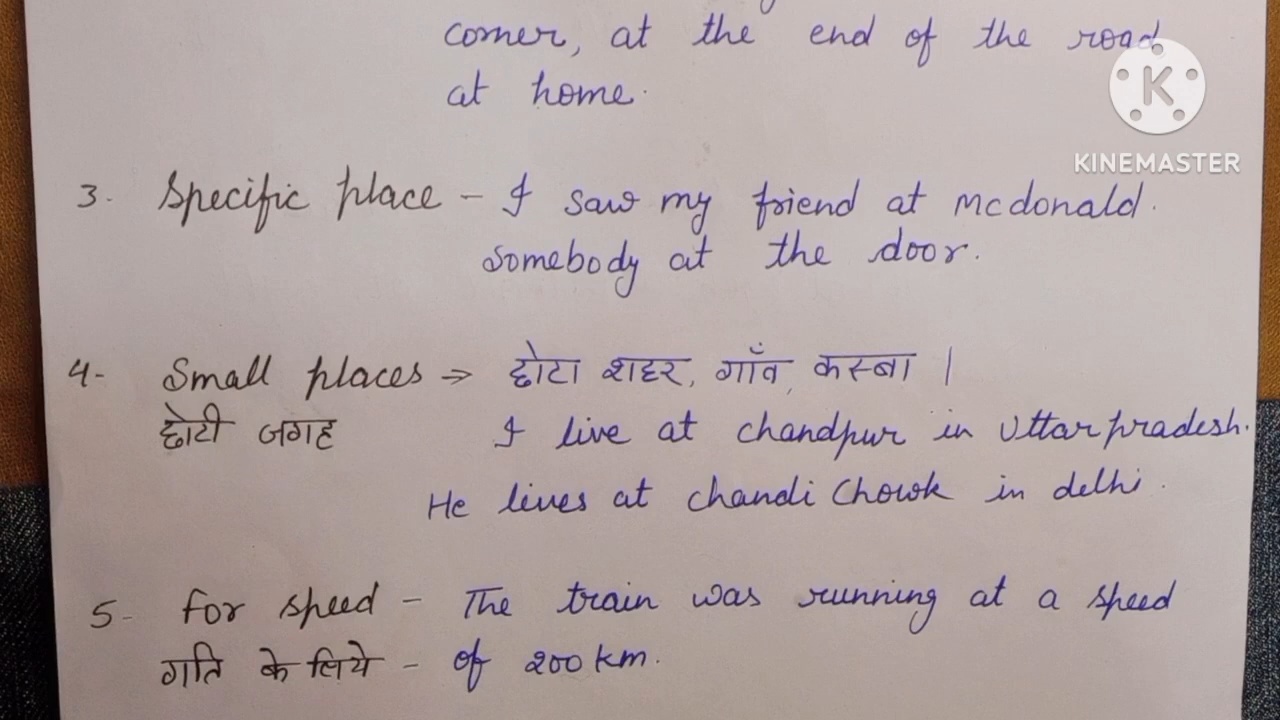 corner, at the end of the road
at home.
K
KINEMASTER
3. Specific place - I saw my friend at mcdonald.
Somebody at the door.
4- Small places → छोटा शहर, गाँव, कस्बा |
छोटी जगह I live at chandpur in Uttarpradesh.
He lives at chandi Chowk in delhi.
5- for speed - The train was running at a speed
गति के लिये - of 200 km.